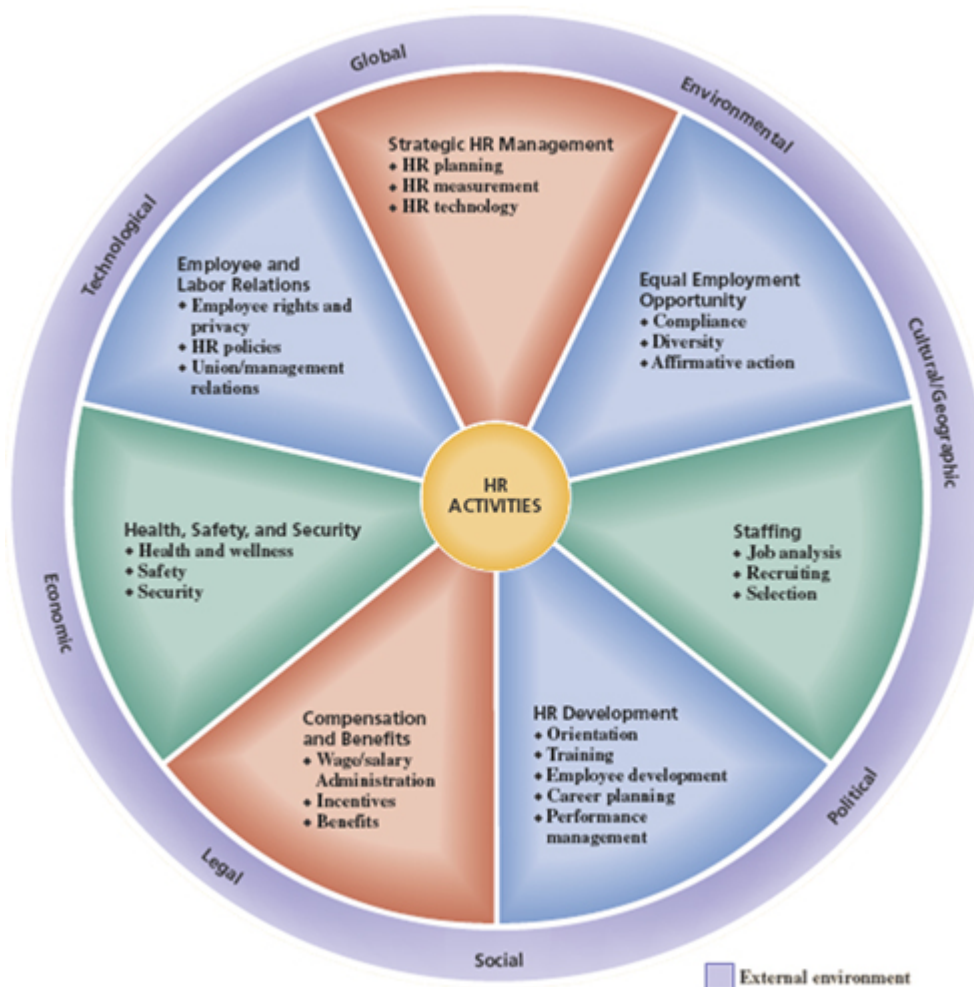 Global
Environmental
Technological
Cultural/Geographic
Economic
Political
Legal
Social
Strategic HR Management
◆ HR planning
◆ HR measurement
◆ HR technology
Employee and
Labor Relations
◆ Employee rights and
privacy
◆ HR policies
◆ Union/management
relations
Equal Employment
Opportunity
◆ Compliance
◆ Diversity
◆ Affirmative action
HR
ACTIVITIES
Health, Safety, and Security
◆ Health and wellness
◆ Safety
◆ Security
Staffing
◆ Job analysis
◆ Recruiting
◆ Selection
Compensation
and Benefits
◆ Wage/salary
Administration
◆ Incentives
◆ Benefits
HR Development
◆ Orientation
◆ Training
◆ Employee development
◆ Career planning
◆ Performance
management
External environment